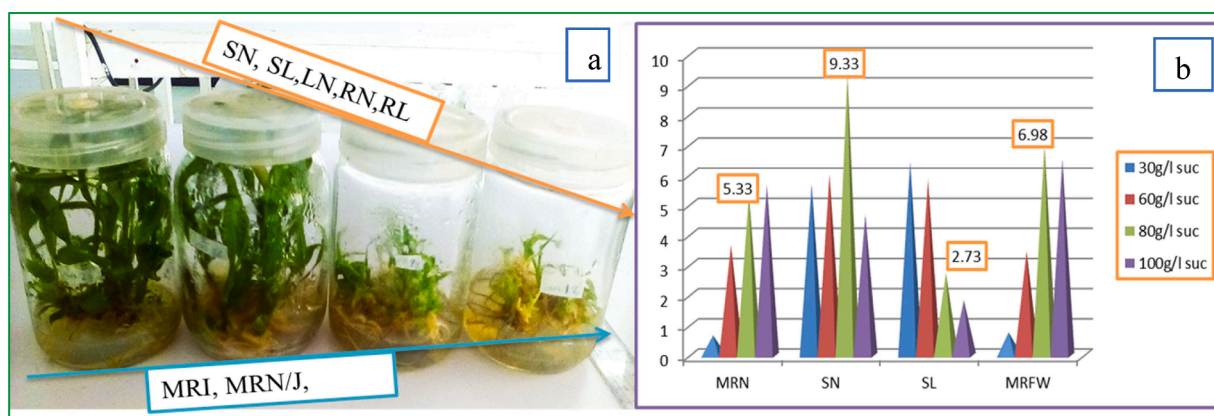 a
SN, SL,LN,RN,RL
MRI, MRN/J,
b
10
9
8
7
6
5
4
3
2
1
0
9.33
6.98
5.33
2.73
MRN SN SL MRFW
30g/l suc
60g/l suc
80g/l suc
100g/l suc